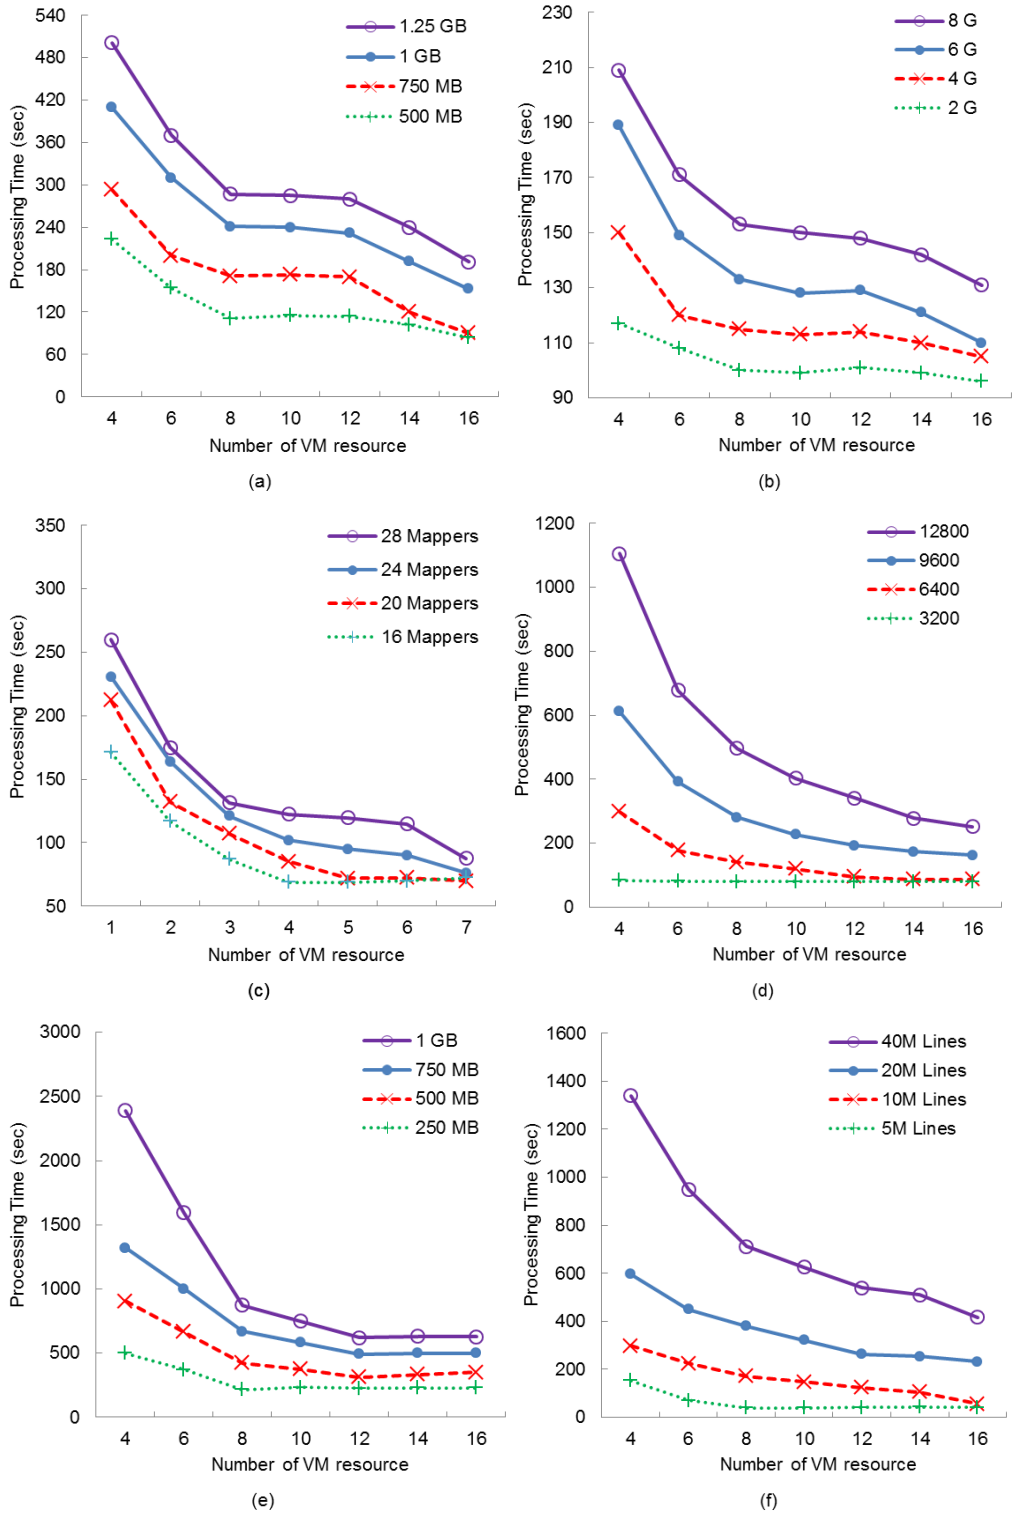 540
480
420
360
300
240
180
120
60
0
Processing Time (sec)
1.25 GB
1 GB
750 MB
500 MB
4 6 8 10 12 14 16
Number of VM resource
(a)
230
210
190
170
150
130
110
90
Processing Time (sec)
8 G
6 G
4 G
2 G
4 6 8 10 12 14 16
Number of VM resource
(b)
350
300
250
200
150
100
50
Processing Time (sec)
28 Mappers
24 Mappers
20 Mappers
16 Mappers
1 2 3 4 5 6 7
Number of VM resource
(c)
1200
1000
800
600
400
200
0
Processing Time (sec)
12800
9600
6400
3200
4 6 8 10 12 14 16
Number of VM resource
(d)
3000
2500
2000
1500
1000
500
0
Processing Time (sec)
1 GB
750 MB
500 MB
250 MB
4 6 8 10 12 14 16
Number of VM resource
(e)
1600
1400
1200
1000
800
600
400
200
0
Processing Time (sec)
40M Lines
20M Lines
10M Lines
5M Lines
4 6 8 10 12 14 16
Number of VM resource
(f)